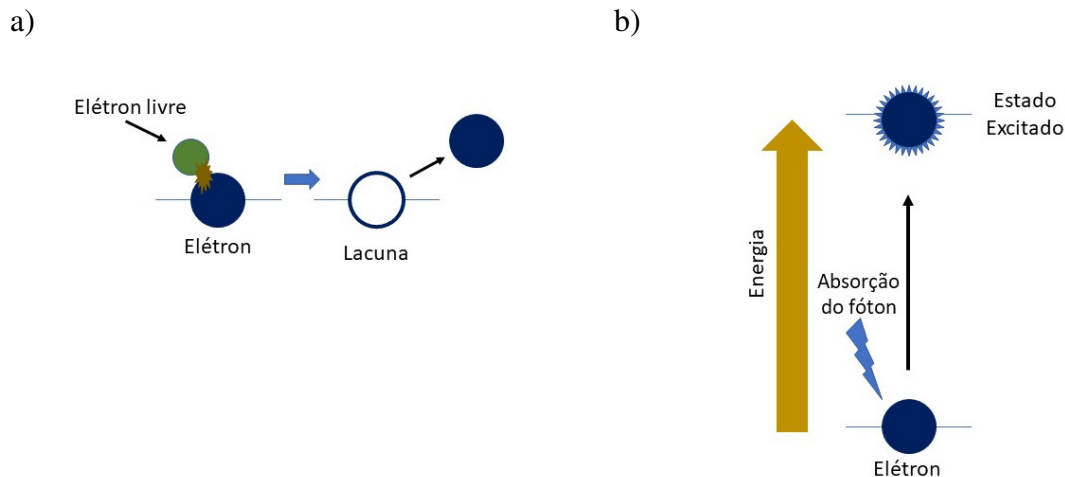 a)
b)
Elétron livre
Elétron
Lacuna
Estado
Excitado
Energia
Absorção
do fóton
Elétron